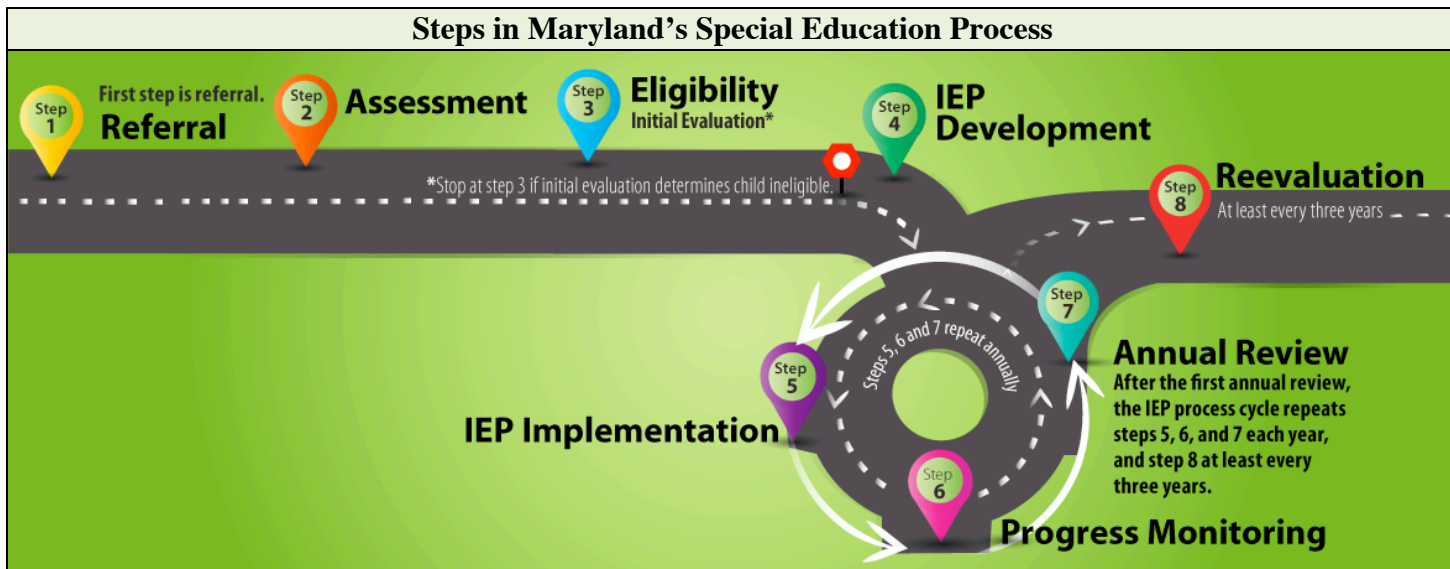 Steps in Maryland’s Special Education Process
Step
1
First step is referral.
Referral
Step
2
Assessment
Step
3
Eligibility
Initial Evaluation*
*Stop at step 3 if initial evaluation determines child ineligible.
Step
4
IEP
Development
Step
8
Reevaluation
At least every three years
Step
5
IEP Implementation
Steps 5, 6 and 7 repeat annually
Step
6
Progress Monitoring
Step
7
Annual Review
After the first annual review,
the IEP process cycle repeats
steps 5, 6, and 7 each year,
and step 8 at least every
three years.